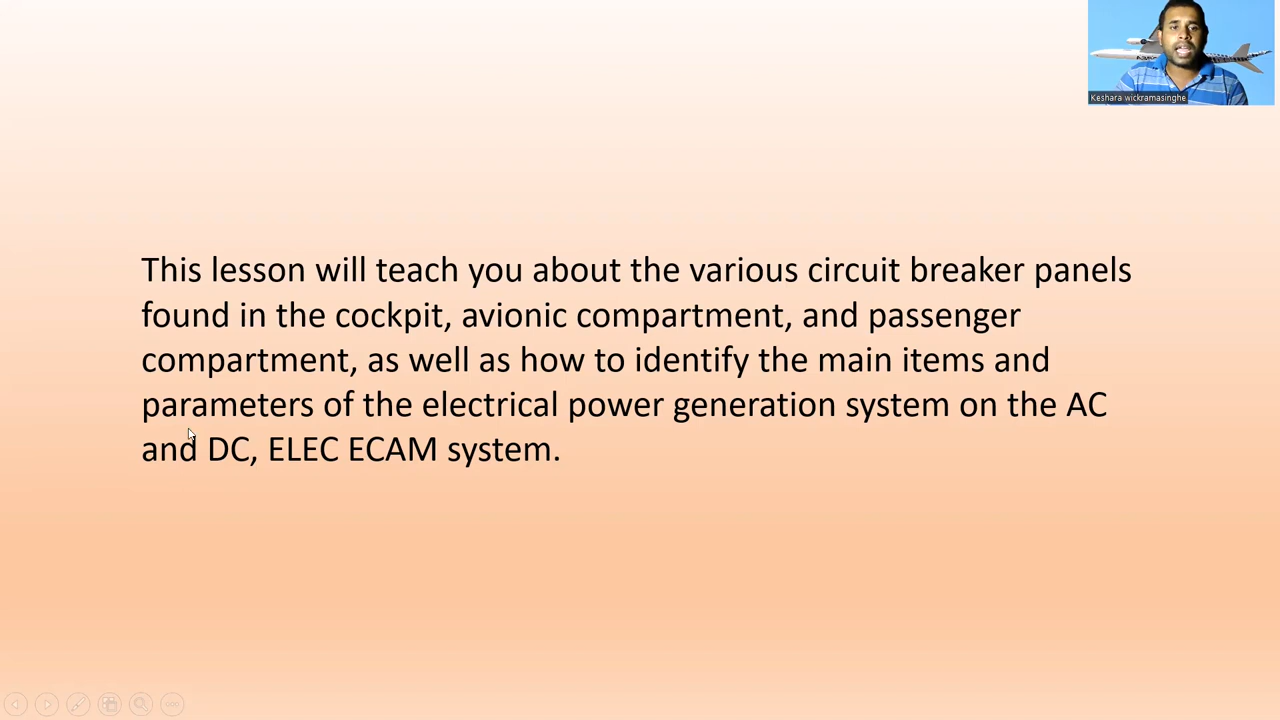 Keshara wickramasinghe
This lesson will teach you about the various circuit breaker panels
found in the cockpit, avionic compartment, and passenger
compartment, as well as how to identify the main items and
parameters of the electrical power generation system on the AC
and DC, ELEC ECAM system.